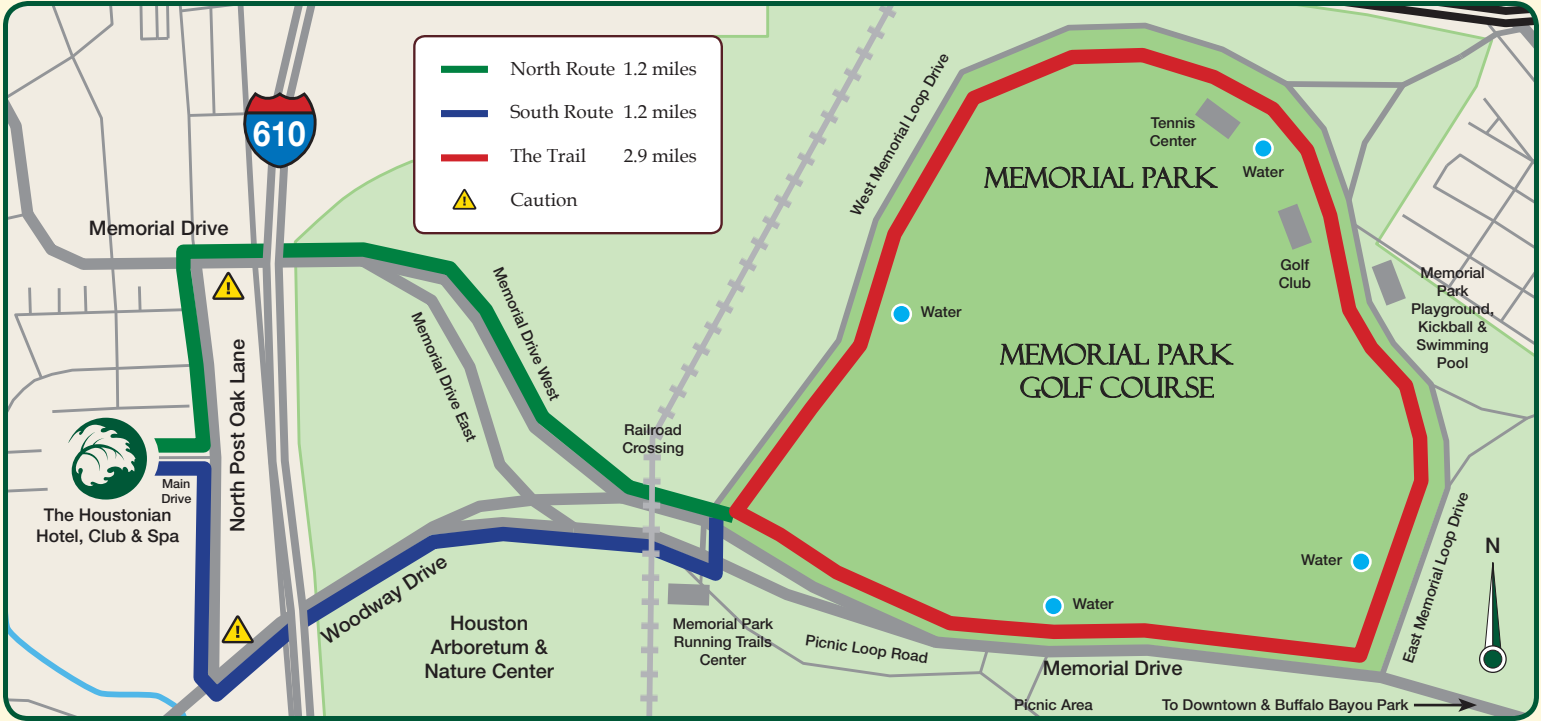 North Route 1.2 miles
South Route 1.2 miles
The Trail 2.9 miles
Caution
610
Memorial Drive
North Post Oak Lane
Main
Drive
The Houstonian
Hotel, Club & Spa
Memorial Drive West
Memorial Drive East
Woodway Drive
Railroad
Crossing
Houston
Arboretum &
Nature Center
Memorial Park
Running Trails
Center
Picnic Loop Road
West Memorial Loop Drive
MEMORIAL PARK
Tennis
Center
Water
Golf
Club
Water
MEMORIAL PARK
GOLF COURSE
Memorial
Park
Playground,
Kickball &
Swimming
Pool
Water
Water
East Memorial Loop Drive
N
Memorial Drive
Picnic Area
To Downtown & Buffalo Bayou Park